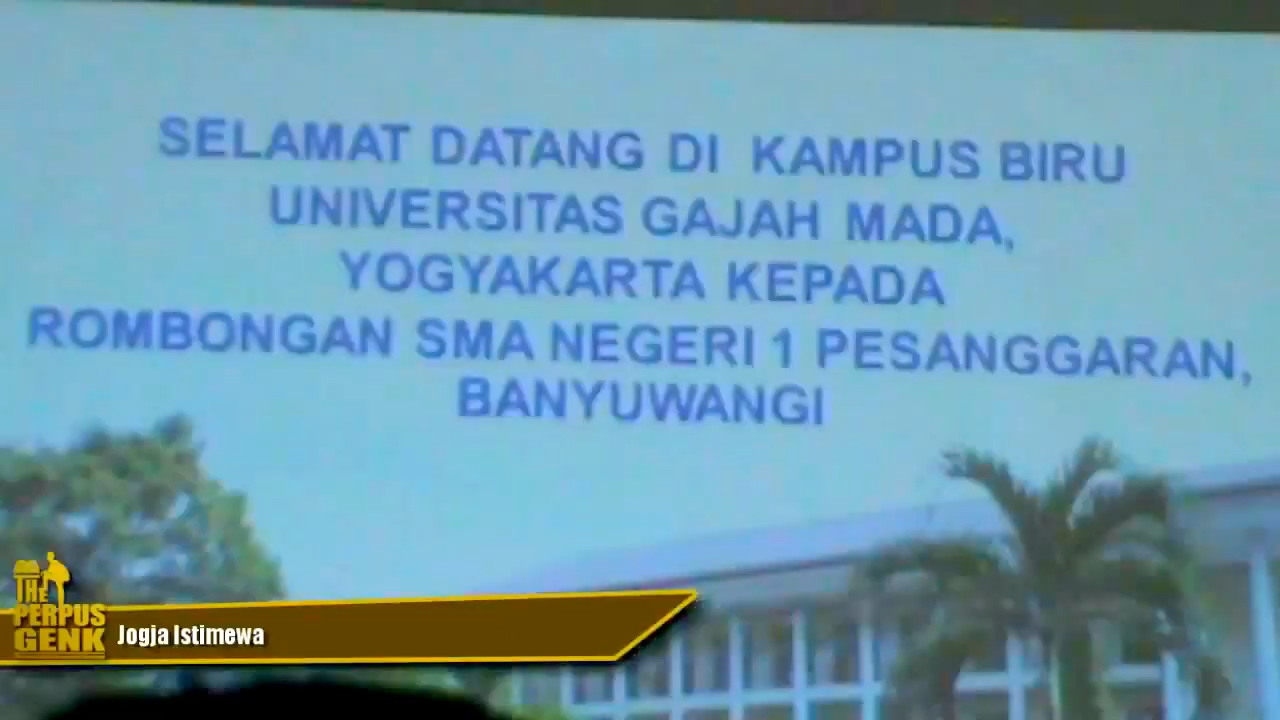 SELAMAT DATANG DI KAMPUS BIRU
UNIVERSITAS GAJAH MADA,
YOGYAKARTA KEPADA
ROMBONGAN SMA NEGERI 1 PESANGGARAN,
BANYUWANGI
THE
PERPUS
GENK
Jogja Istimewa